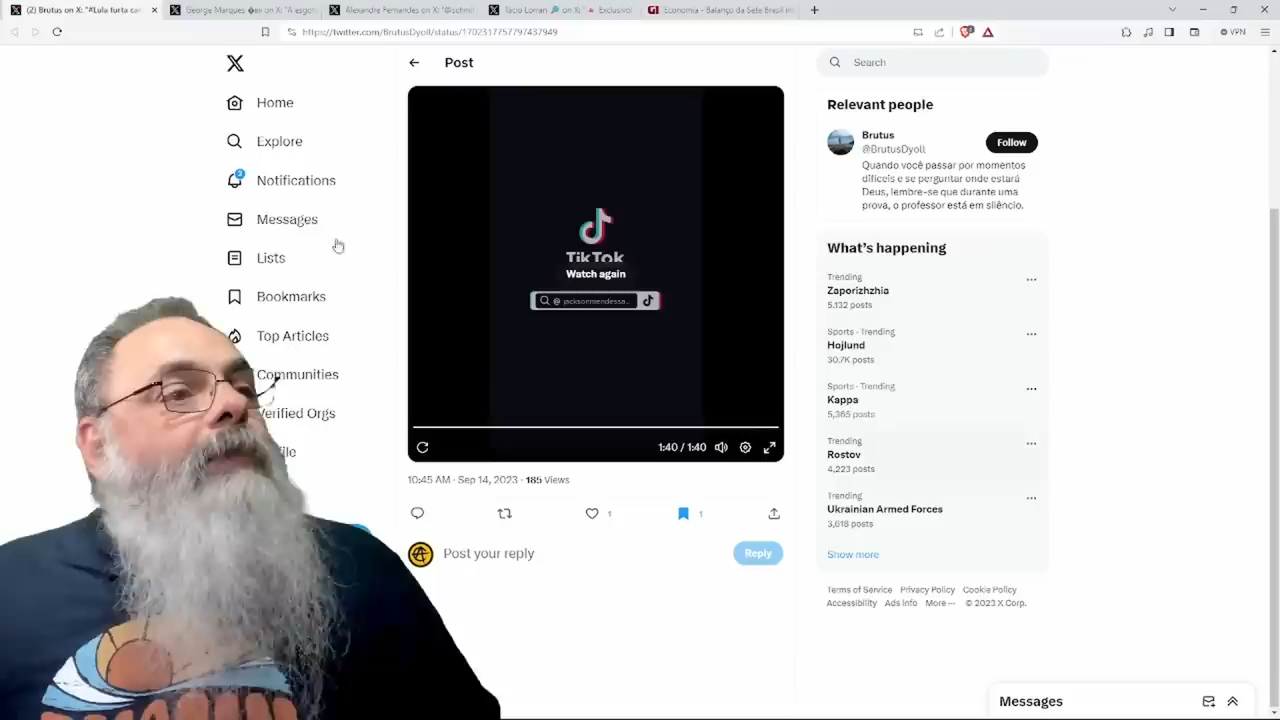 (2) Brutus on X: "#Lula furta car
George Marques
on X: "A esgot
Alexandre Fernandes on X: "@schmit
Tácio Lorran
on X:
Exclusivo!
G1
Economia - Balanço da Sete Brasil in
https://twitter.com/BrutusDyoll/status/1702317757797437949
VPN
Post
Search
Home
Explore
2
Notifications
Messages
Lists
Bookmarks
Top Articles
Communities
Verified Orgs
TikTok
Watch again
@ jacksonmendessa...
1:40 / 1:40
10:45 AM · Sep 14, 2023 · 185 Views
1
1
Post your reply
Reply
Relevant people
Brutus
@BrutusDyoll
Follow
Quando você passar por momentos
difíceis e se perguntar onde estará
Deus, lembre-se que durante uma
prova, o professor está em silêncio.
What's happening
Trending
Zaporizhzhia
5,132 posts
Sports · Trending
Hojlund
30.7K posts
Sports · Trending
Kappa
5,365 posts
Trending
Rostov
4,223 posts
Trending
Ukrainian Armed Forces
3,618 posts
Show more
Terms of Service Privacy Policy Cookie Policy
Accessibility Ads info More ··· © 2023 X Corp.
Messages